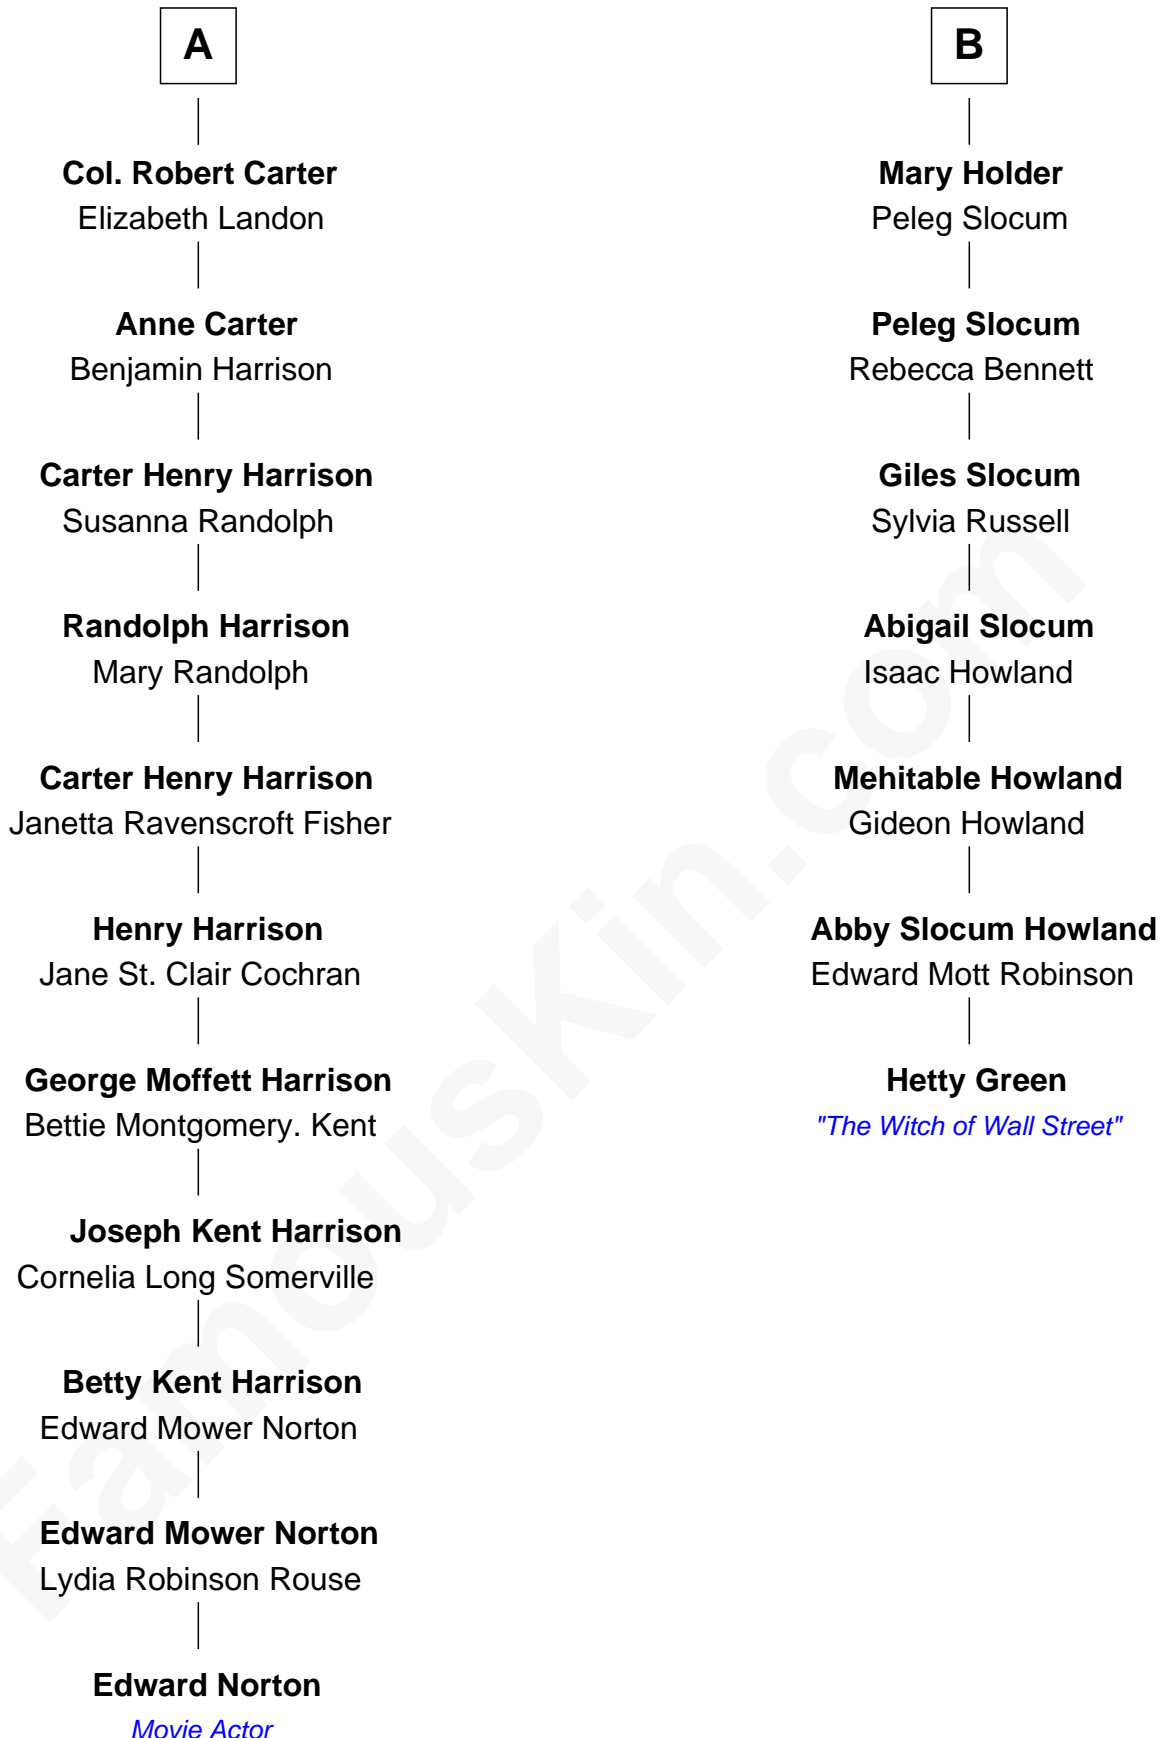 A
Col. Robert Carter
Elizabeth Landon
Anne Carter
Benjamin Harrison
Carter Henry Harrison
Susanna Randolph
Randolph Harrison
Mary Randolph
Carter Henry Harrison
Janetta Ravenscroft Fisher
Henry Harrison
Jane St. Clair Cochran
George Moffett Harrison
Bettie Montgomery. Kent
Joseph Kent Harrison
Cornelia Long Somerville
Betty Kent Harrison
Edward Mower Norton
Edward Mower Norton
Lydia Robinson Rouse
Edward Norton
Movie Actor
B
Mary Holder
Peleg Slocum
Peleg Slocum
Rebecca Bennett
Giles Slocum
Sylvia Russell
Abigail Slocum
Isaac Howland
Mehitable Howland
Gideon Howland
Abby Slocum Howland
Edward Mott Robinson
Hetty Green
"The Witch of Wall Street"
FamousKin.com